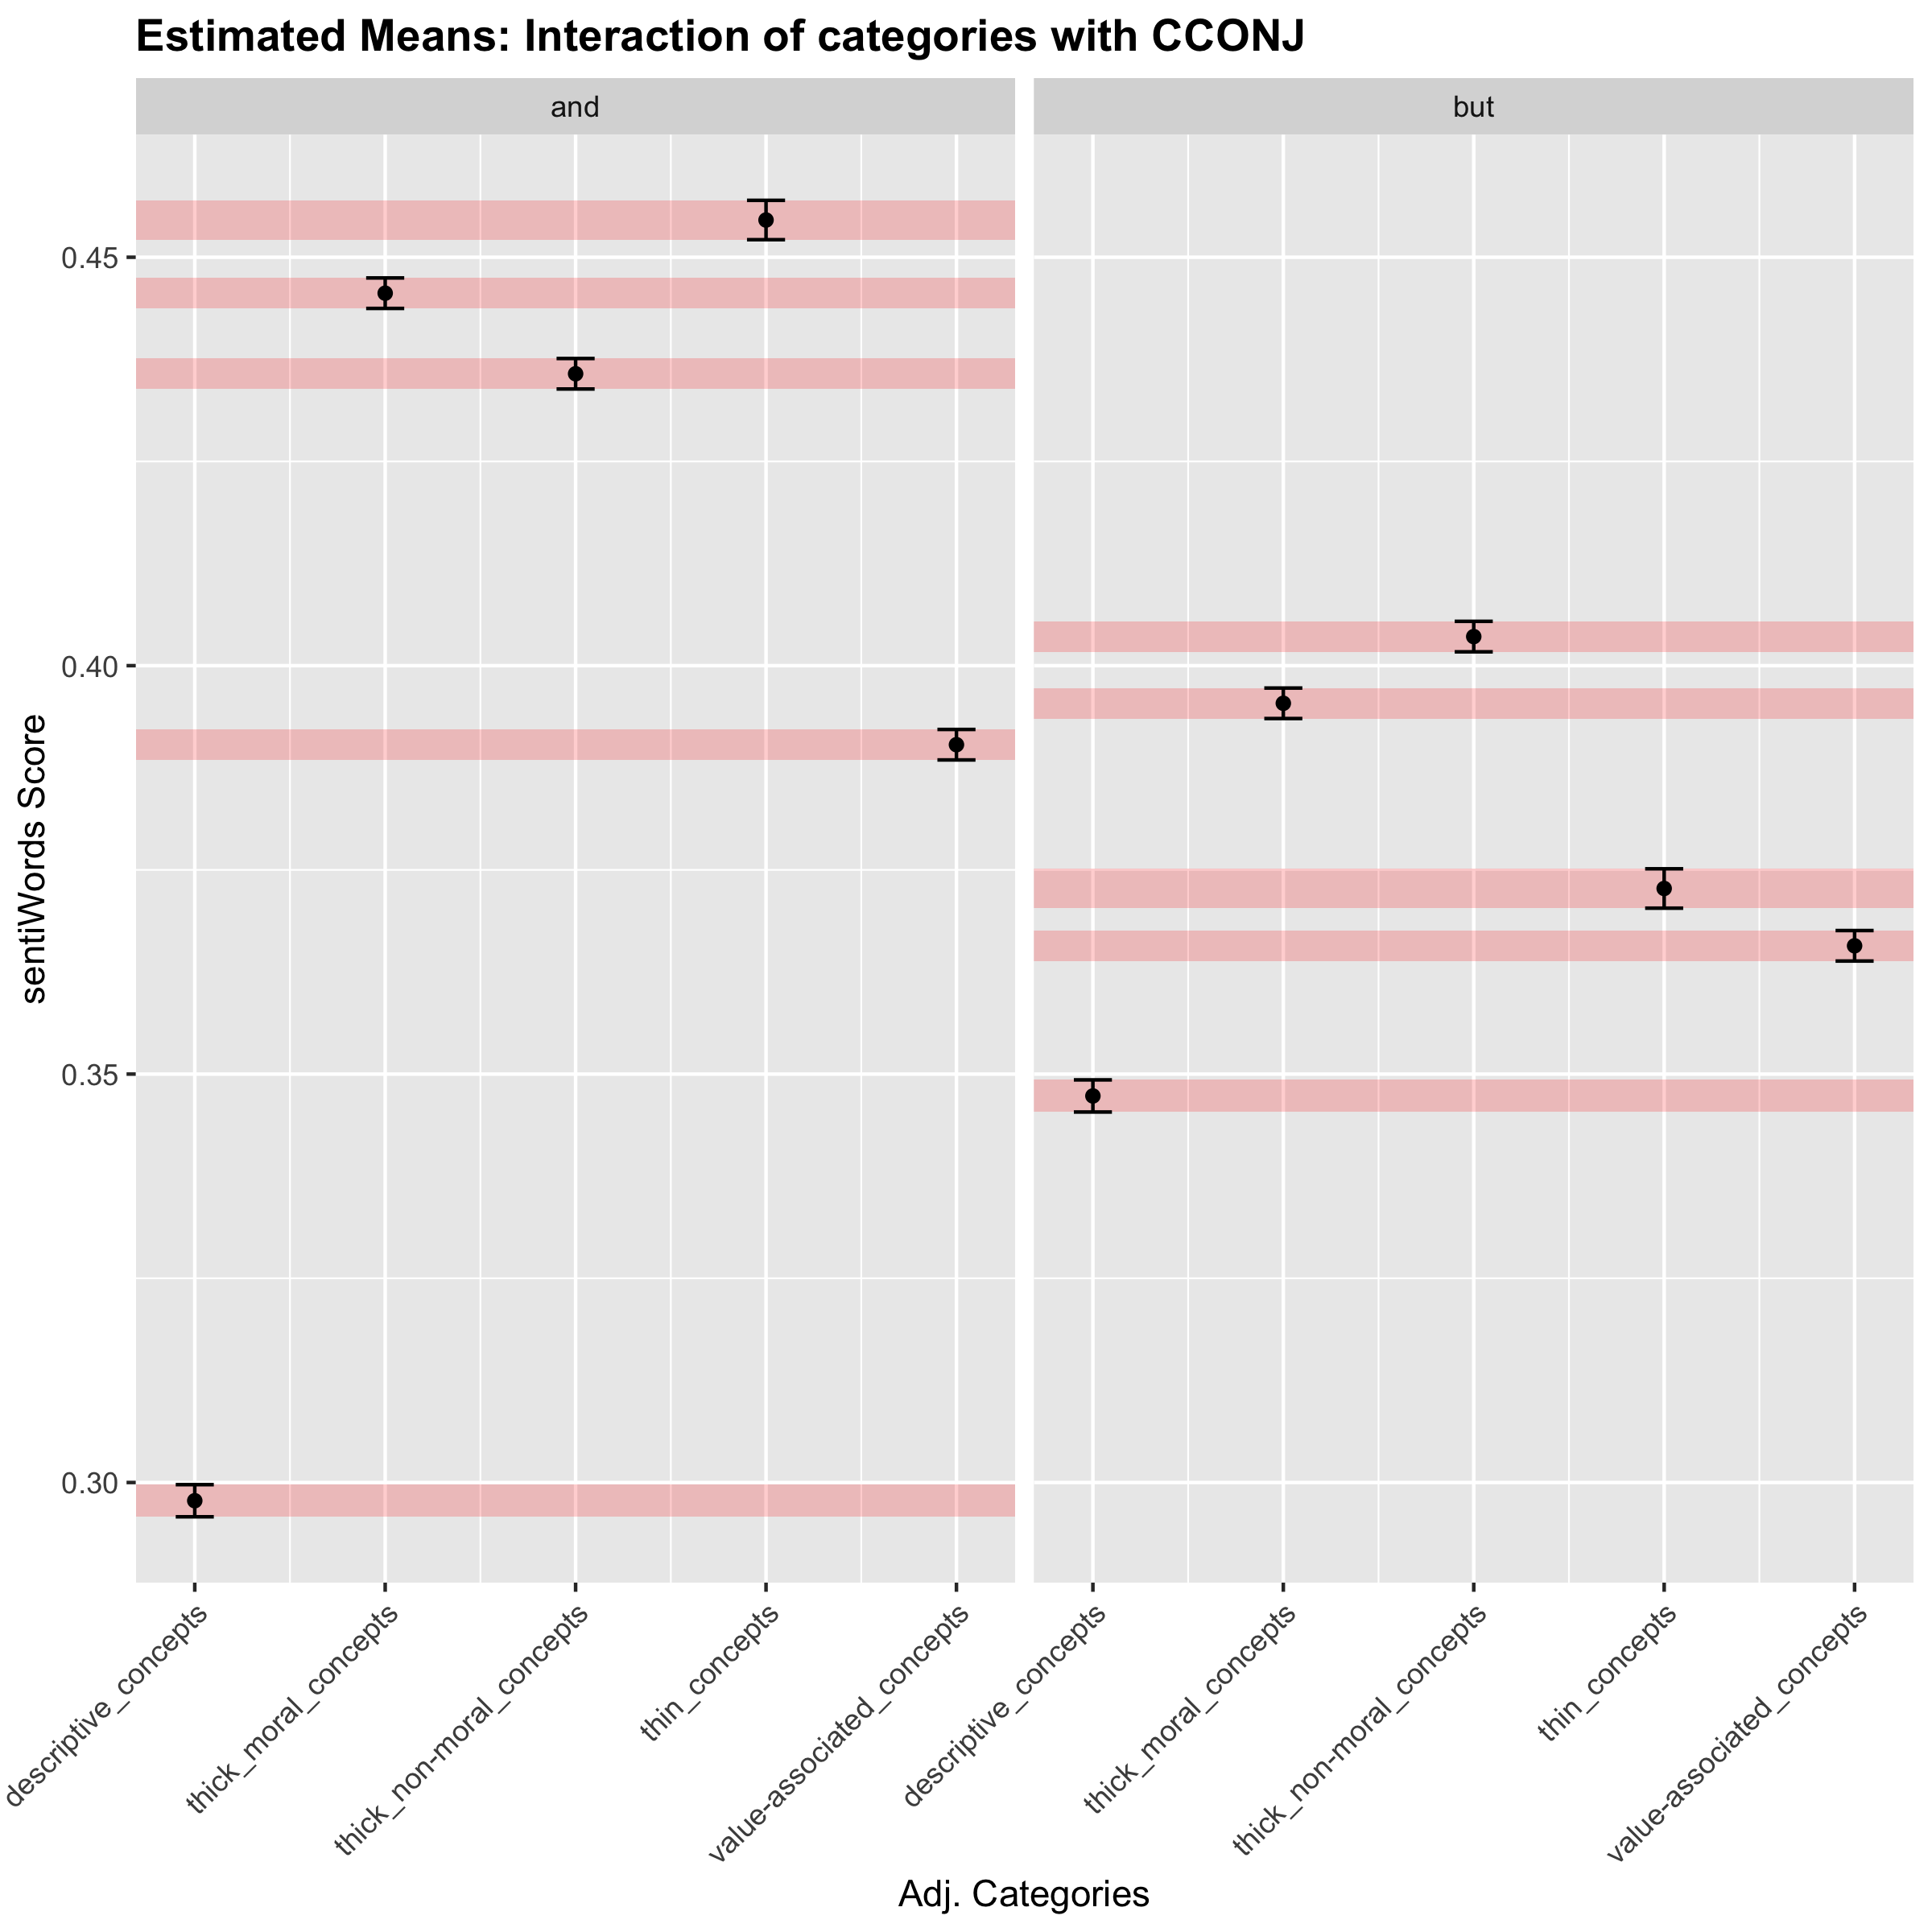 Estimated Means: Interaction of categories with CCONJ
and
but
sentiWords Score
0.45
0.40
0.35
0.30
descriptive_concepts
thick_moral_concepts
thick_non-moral_concepts
thin_concepts
value-associated_concepts
descriptive_concepts
thick_moral_concepts
thick_non-moral_concepts
thin_concepts
value-associated_concepts
Adj. Categories